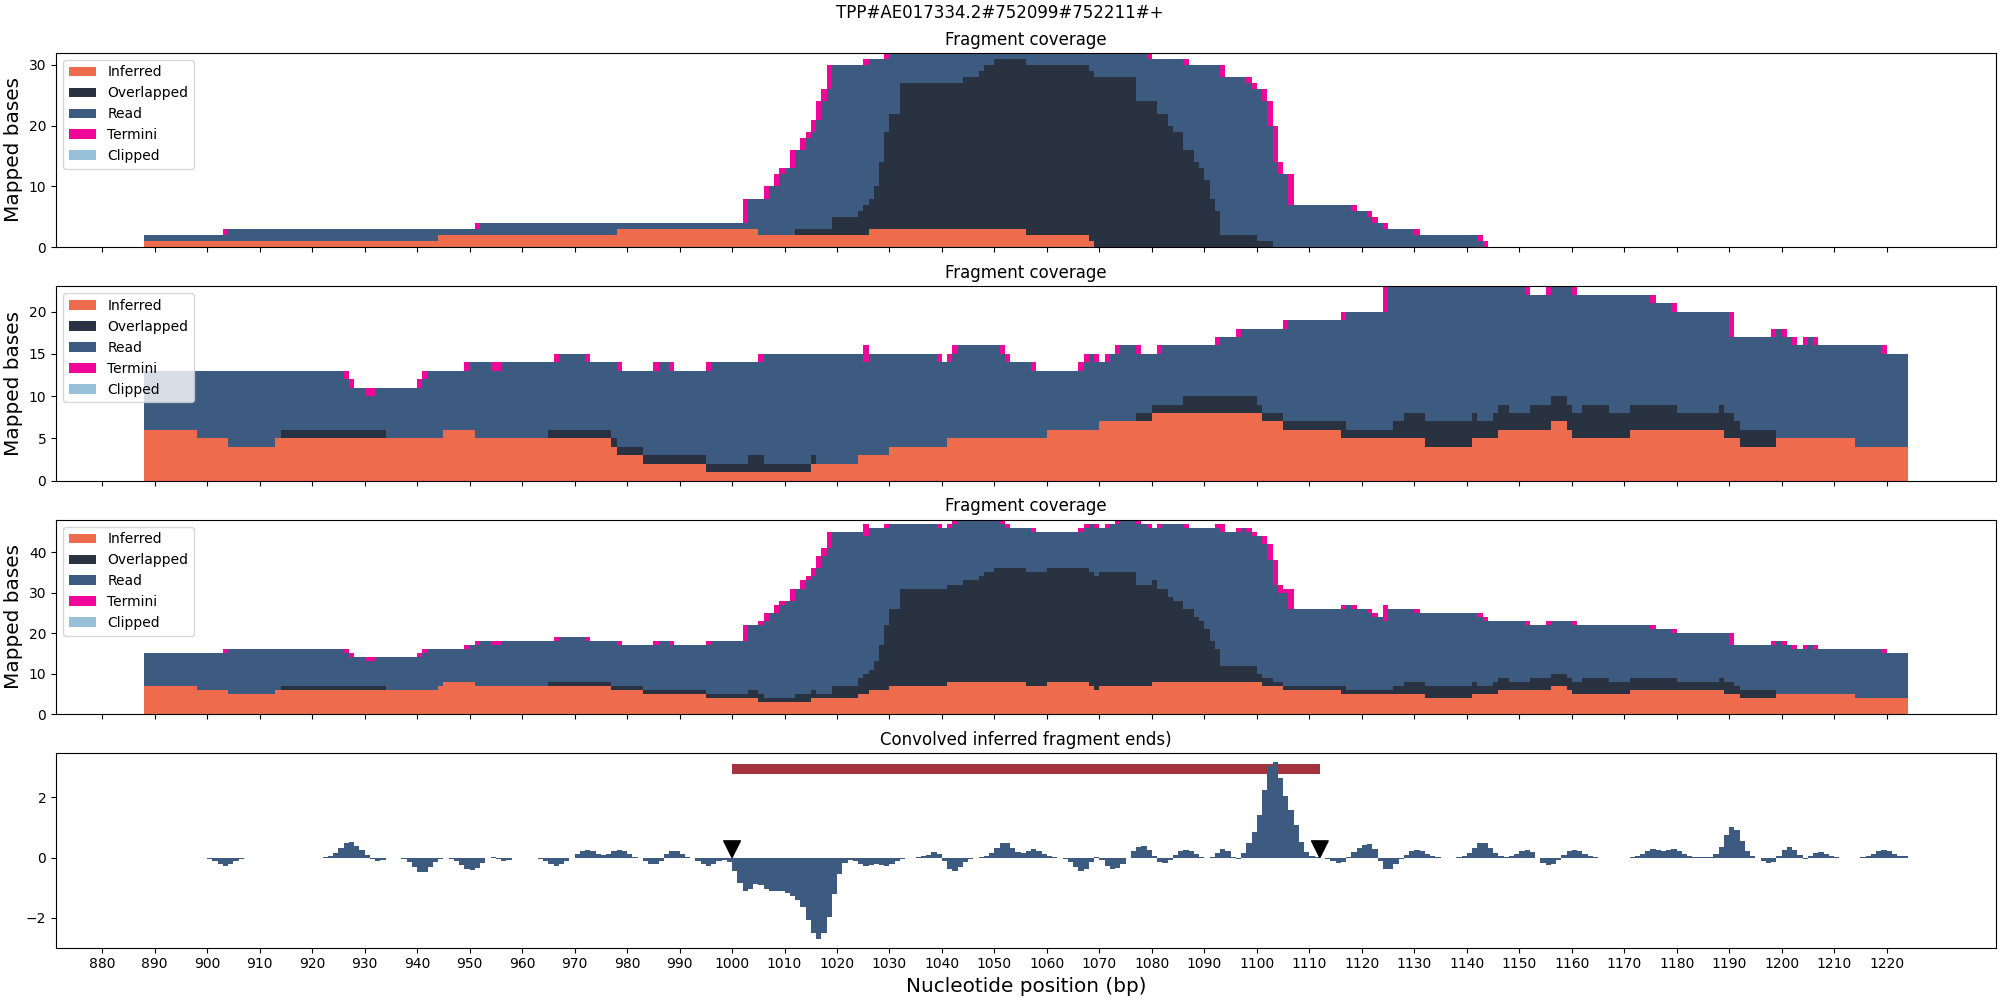 TPP#AE017334.2#752099#752211#+
Fragment coverage
Mapped bases
30
20
10
0
Inferred
Overlapped
Read
Termini
Clipped
Fragment coverage
Mapped bases
20
15
10
5
0
Inferred
Overlapped
Read
Termini
Clipped
Fragment coverage
Mapped bases
40
30
20
10
0
Inferred
Overlapped
Read
Termini
Clipped
Convolved inferred fragment ends)
2
0
−2
880 890 900 910 920 930 940 950 960 970 980 990 1000 1010 1020 1030 1040 1050 1060 1070 1080 1090 1100 1110 1120 1130 1140 1150 1160 1170 1180 1190 1200 1210 1220
Nucleotide position (bp)